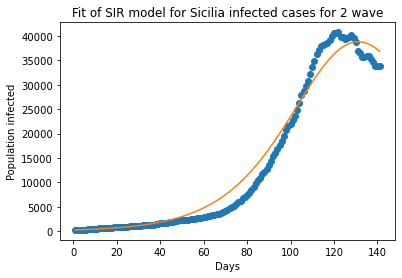 Fit of SIR model for Sicilia infected cases for 2 wave
Population infected
40000
35000
30000
25000
20000
15000
10000
5000
0
0 20 40 60 80 100 120 140
Days